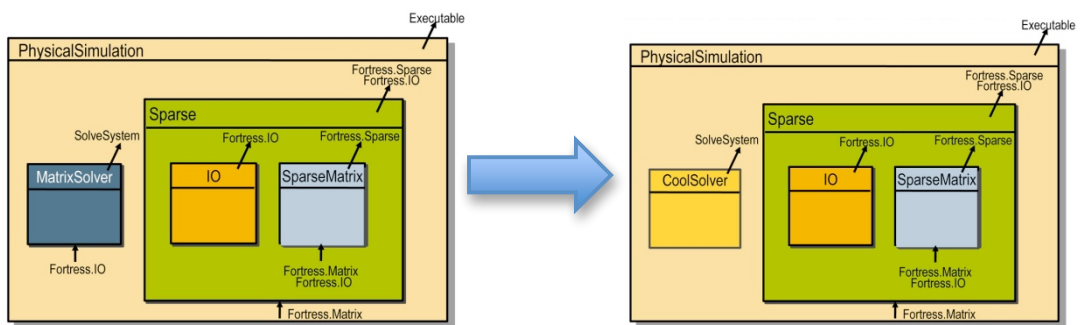 Executable
PhysicalSimulation
Fortress.Sparse
Fortress.IO
Sparse
SolveSystem
Fortress.IO
Fortress.Sparse
MatrixSolver
IO
SparseMatrix
Fortress.IO
Fortress.Matrix
Fortress.IO
Fortress.Matrix
Executable
PhysicalSimulation
Fortress.Sparse
Fortress.IO
Sparse
SolveSystem
Fortress.IO
Fortress.Sparse
CoolSolver
IO
SparseMatrix
Fortress.Matrix
Fortress.IO
Fortress.Matrix